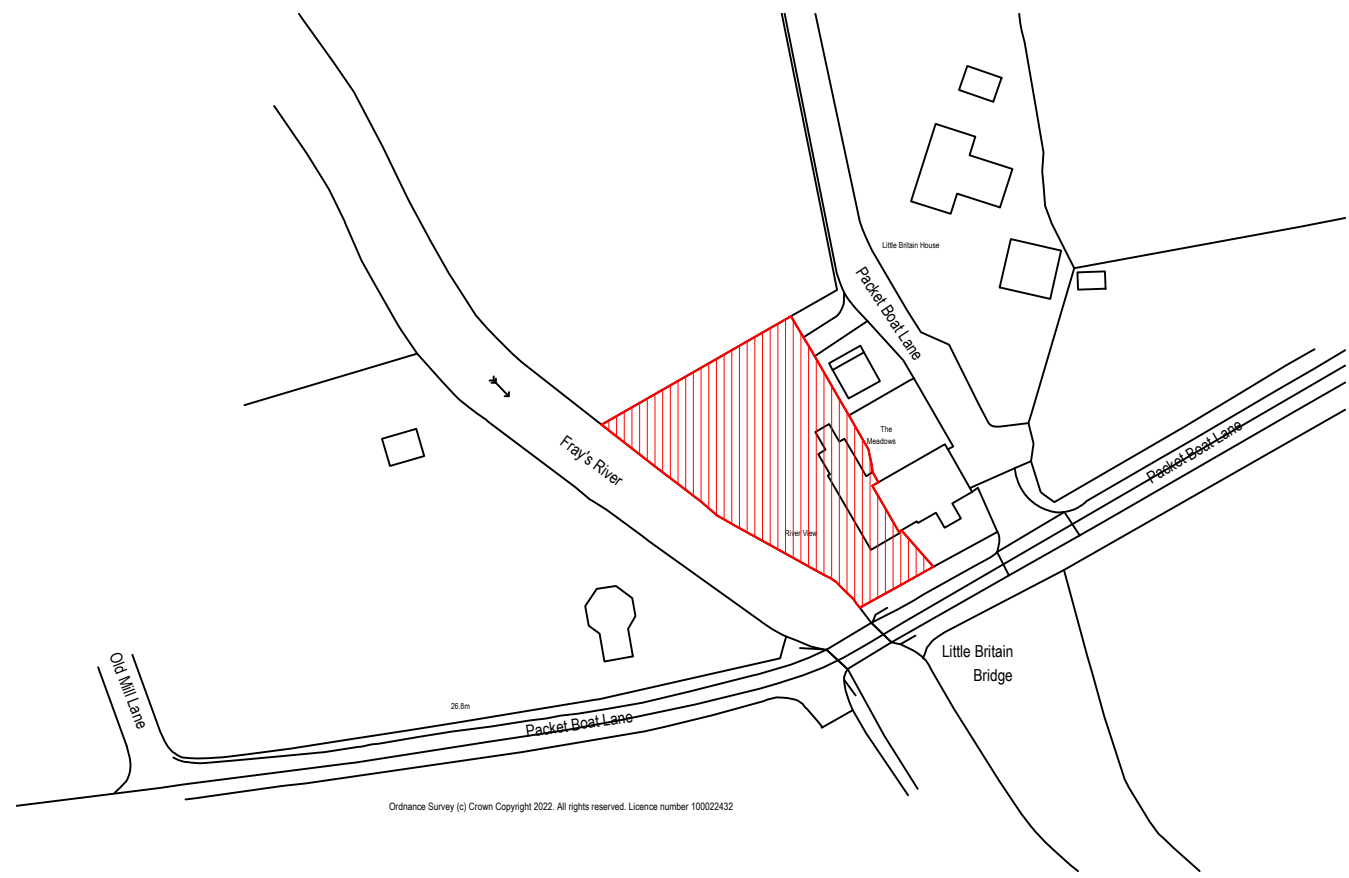 Little Britain House
Packet Boat Lane
The
Meadows
Packet Boat Lane
Fray's River
River View
Little Britain
Bridge
Old Mill Lane
26.8m
Packet Boat Lane
Ordnance Survey (c) Crown Copyright 2022. All rights reserved. Licence number 100022432